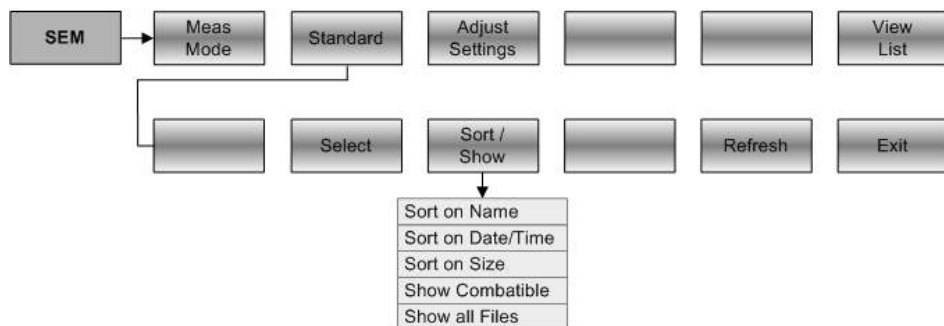 SEM
Meas
Mode
Standard
Adjust
Settings
View
List
Select
Sort /
Show
Refresh
Exit
Sort on Name
Sort on Date/Time
Sort on Size
Show Combatible
Show all Files